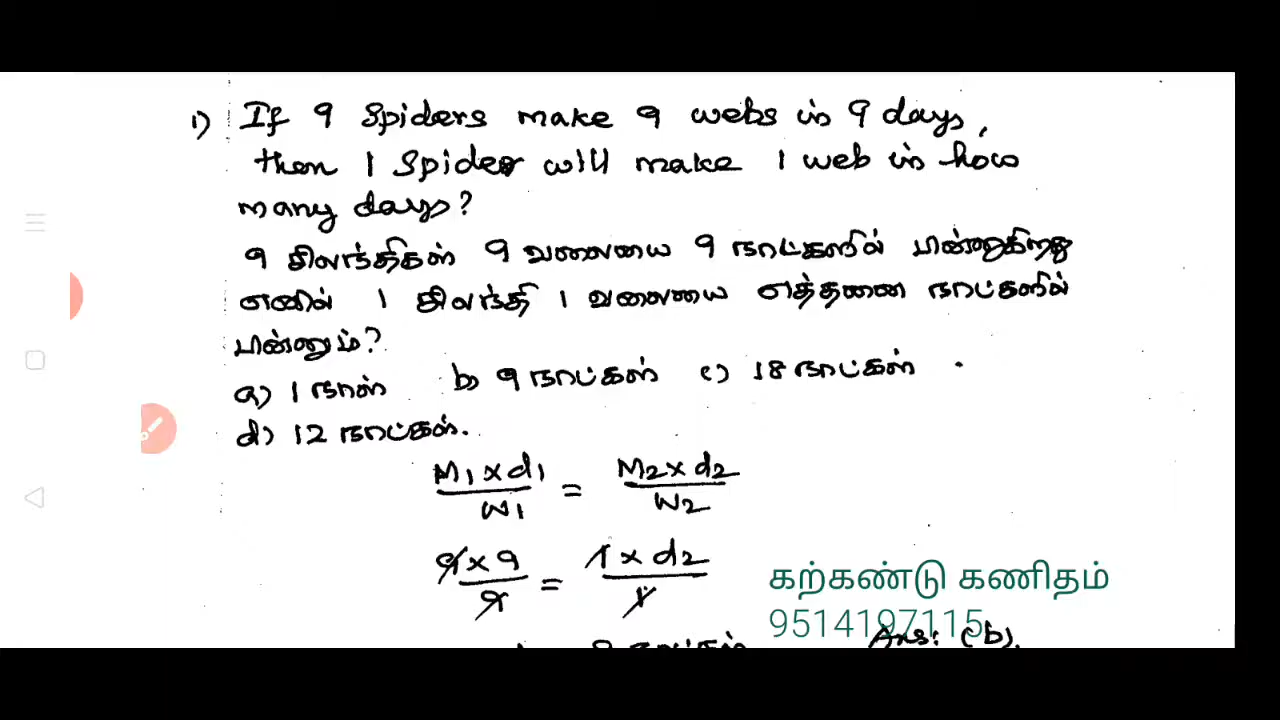 1) If 9 Spiders make 9 webs in 9 days,
then 1 Spider will make 1 web in how
many days?
9 சிலந்திகள் 9 வலையை 9 நாட்களில் பின்னுகிறது
எனில் 1 சிலந்தி 1 வலையை எத்தனை நாட்களில்
பின்னும்?
a) 1 நாள் b) 9 நாட்கள் c) 18 நாட்கள்
d) 12 நாட்கள்.
M1 x d1 / W1 = M2 x d2 / W2
9 x 9 / 9 = 1 x d2 / 1
கற்கண்டு கணிதம்
9514197115
9 நாட்கள் Ans: (b).